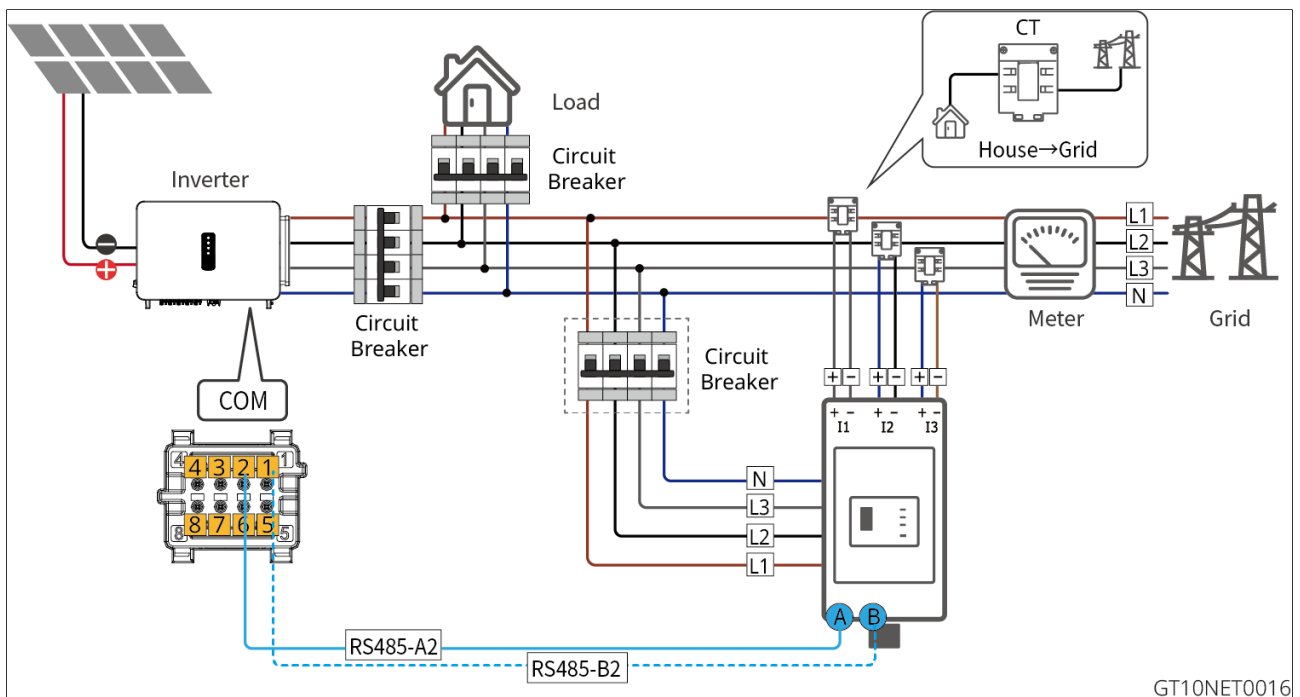 CT
House→Grid
Load
Circuit
Breaker
Inverter
L1
L2
L3
N
−
+
Circuit
Breaker
Meter
Grid
Circuit
Breaker
COM
+ − + − + −
+ − + − + −
I1 I2 I3
4 4 3 2 1 1
8 8 7 6 5 5
N
L3
L2
L1
A B
RS485-A2
RS485-B2
GT10NET0016